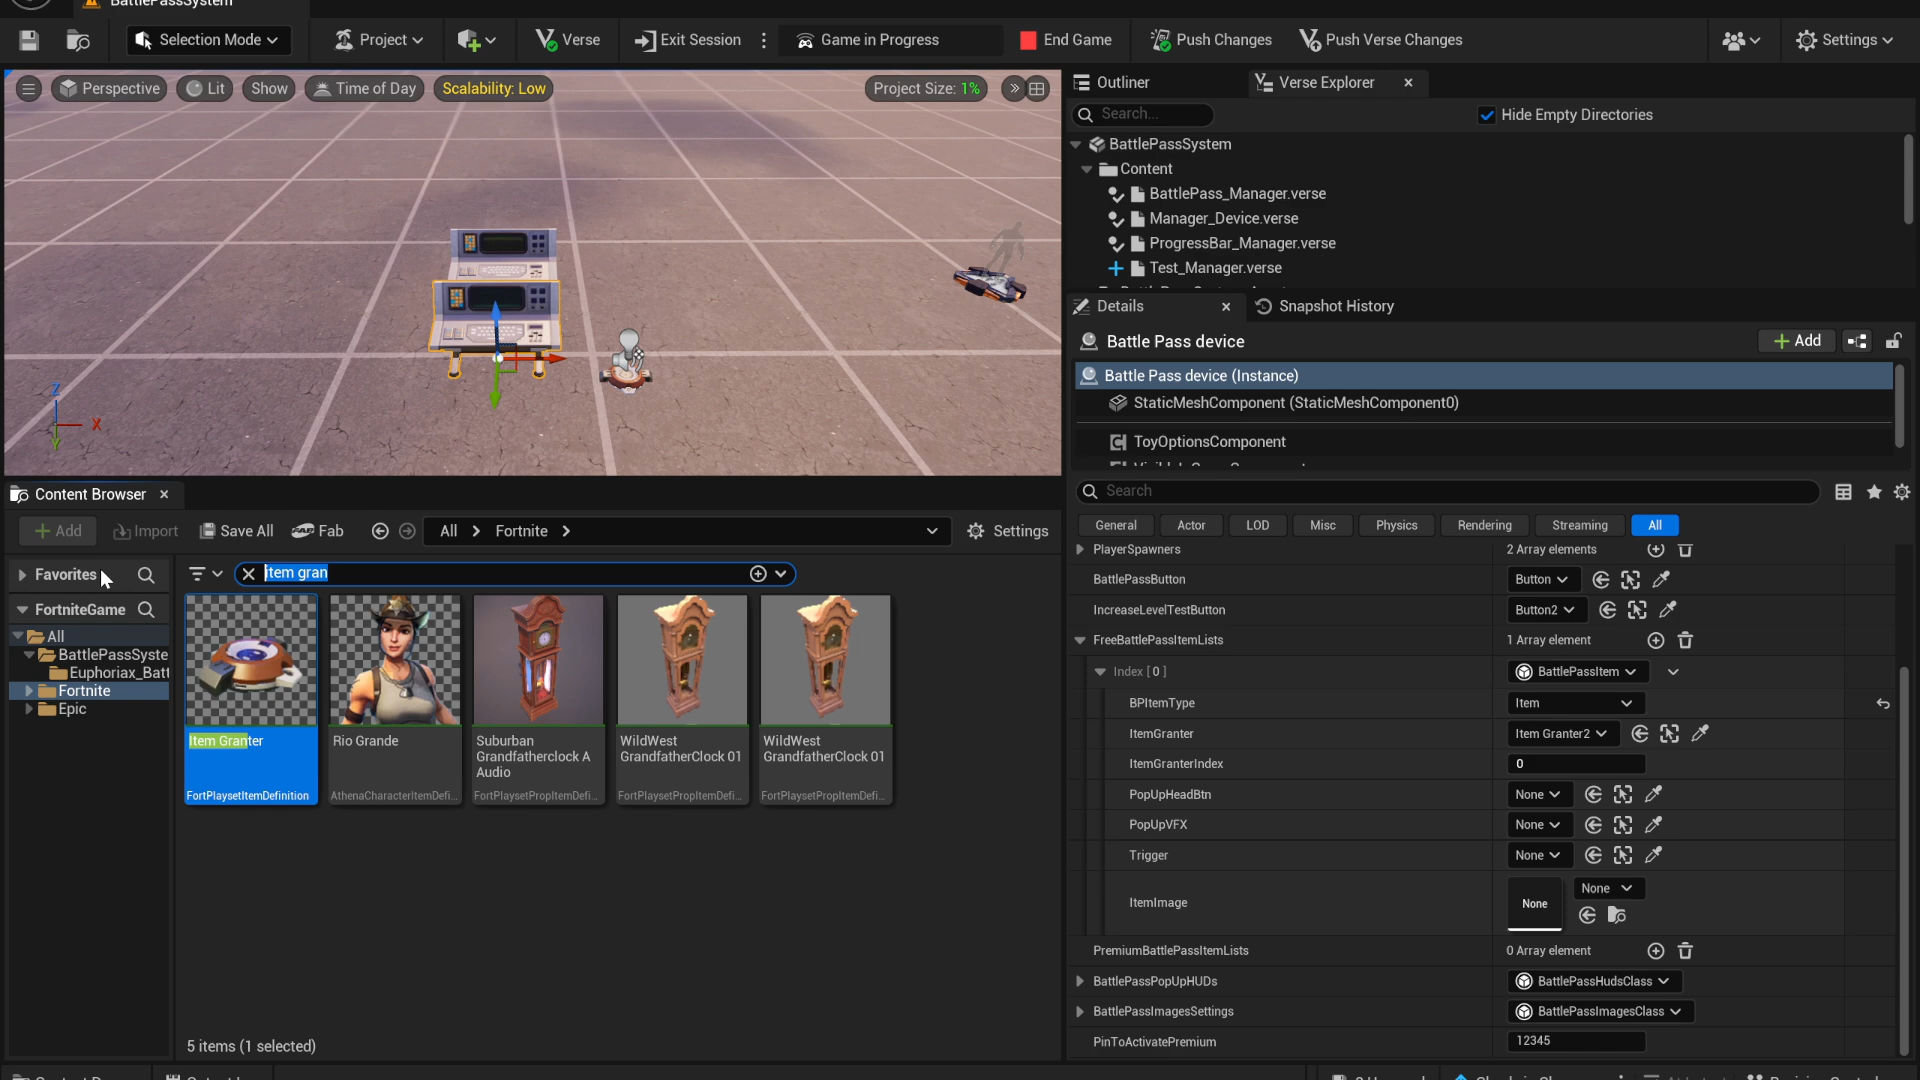 BattlePassSystem
Selection Mode
Project
Verse
Exit Session
Game in Progress
End Game
Push Changes
Push Verse Changes
Settings
Perspective
Lit
Show
Time of Day
Scalability: Low
Project Size: 1%
Outliner
Verse Explorer
Search...
Hide Empty Directories
BattlePassSystem
Content
BattlePass_Manager.verse
Manager_Device.verse
ProgressBar_Manager.verse
Test_Manager.verse
Details
Snapshot History
Battle Pass device
Add
Battle Pass device (Instance)
StaticMeshComponent (StaticMeshComponent0)
ToyOptionsComponent
Z
X
Y
Content Browser
Add
Import
Save All
Fab
All
Fortnite
Settings
Search
General
Actor
LOD
Misc
Physics
Rendering
Streaming
All
Favorites
FortniteGame
All
BattlePassSyste
Euphoriax_Batt
Fortnite
Epic
item gran
Item Granter
FortPlaysetItemDefinition
Rio Grande
AthenaCharacterItemDefi...
Suburban
Grandfatherclock A
Audio
FortPlaysetPropItemDefi...
WildWest
GrandfatherClock 01
FortPlaysetPropItemDefi...
WildWest
GrandfatherClock 01
FortPlaysetPropItemDefi...
5 items (1 selected)
PlayerSpawners
2 Array elements
BattlePassButton
Button
IncreaseLevelTestButton
Button2
FreeBattlePassItemLists
1 Array element
Index [ 0 ]
BattlePassItem
BPItemType
Item
ItemGranter
Item Granter2
ItemGranterIndex
0
PopUpHeadBtn
None
PopUpVFX
None
Trigger
None
ItemImage
None
None
PremiumBattlePassItemLists
0 Array element
BattlePassPopUpHUDs
BattlePassHudsClass
BattlePassImagesSettings
BattlePassImagesClass
PinToActivatePremium
12345